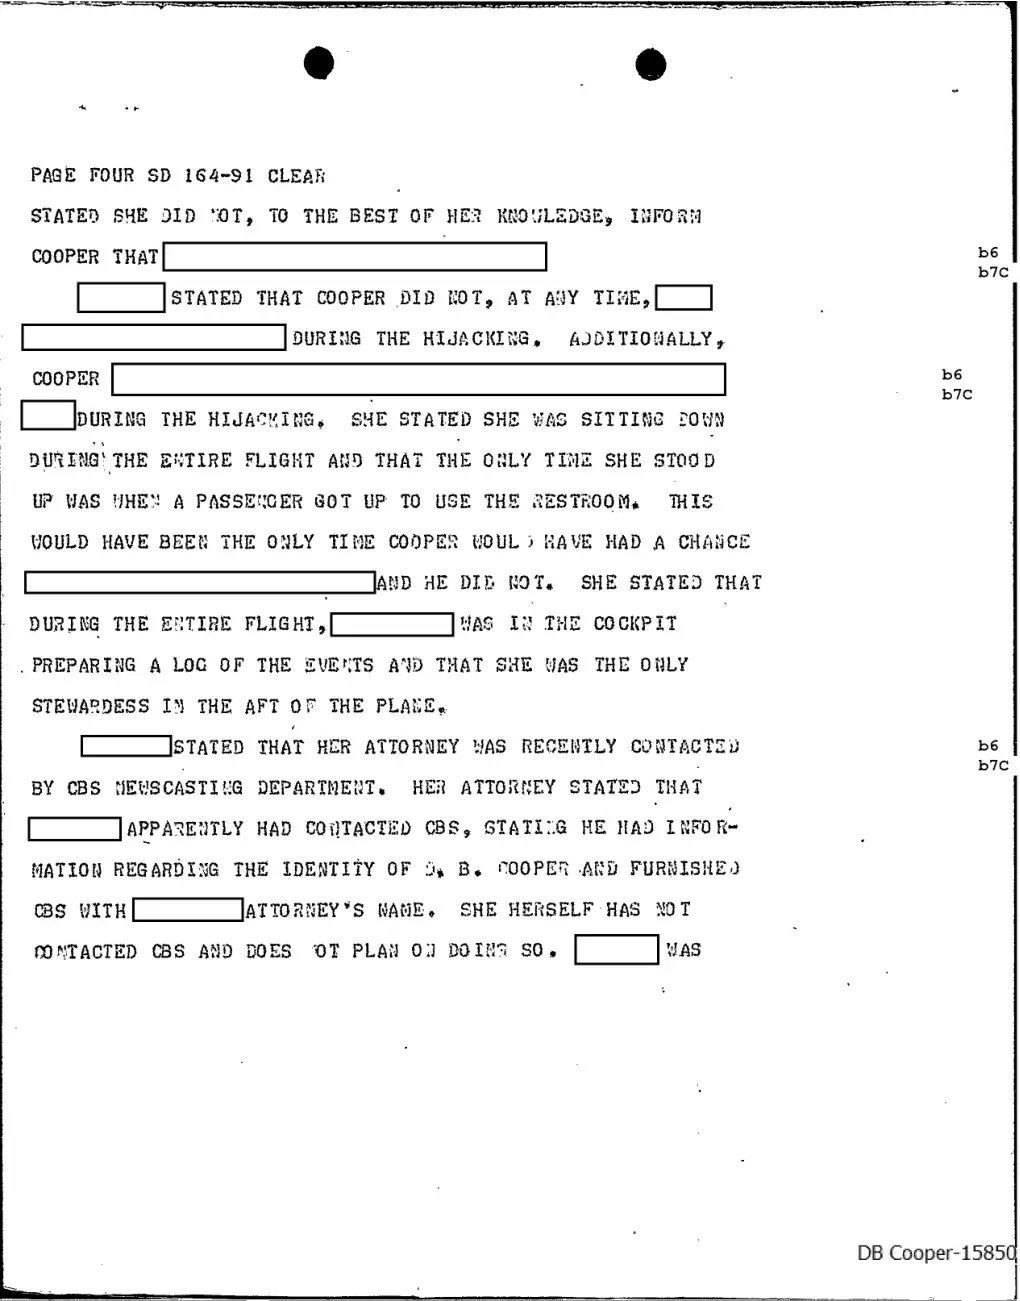 PAGE FOUR SD 164-91 CLEAR
STATED SHE DID NOT, TO THE BEST OF HER KNOWLEDGE, INFORM
COOPER THAT
b6
b7C
STATED THAT COOPER DID NOT, AT ANY TIME,
DURING THE HIJACKING. ADDITIONALLY,
COOPER
b6
b7C
DURING THE HIJACKING. SHE STATED SHE WAS SITTING DOWN
DURING THE ENTIRE FLIGHT AND THAT THE ONLY TIME SHE STOOD
UP WAS WHEN A PASSENGER GOT UP TO USE THE RESTROOM. THIS
WOULD HAVE BEEN THE ONLY TIME COOPER WOULD HAVE HAD A CHANCE
AND HE DID NOT. SHE STATED THAT
DURING THE ENTIRE FLIGHT, WAS IN THE COCKPIT
PREPARING A LOG OF THE EVENTS AND THAT SHE WAS THE ONLY
STEWARDESS IN THE AFT OF THE PLANE.
STATED THAT HER ATTORNEY WAS RECENTLY CONTACTED
b6
b7C
BY CBS NEWSCASTING DEPARTMENT. HER ATTORNEY STATED THAT
APPARENTLY HAD CONTACTED CBS, STATING HE HAD INFOR-
MATION REGARDING THE IDENTITY OF D. B. COOPER AND FURNISHED
CBS WITH ATTORNEY'S NAME. SHE HERSELF HAS NOT
CONTACTED CBS AND DOES NOT PLAN ON DOING SO. WAS
DB Cooper-15850